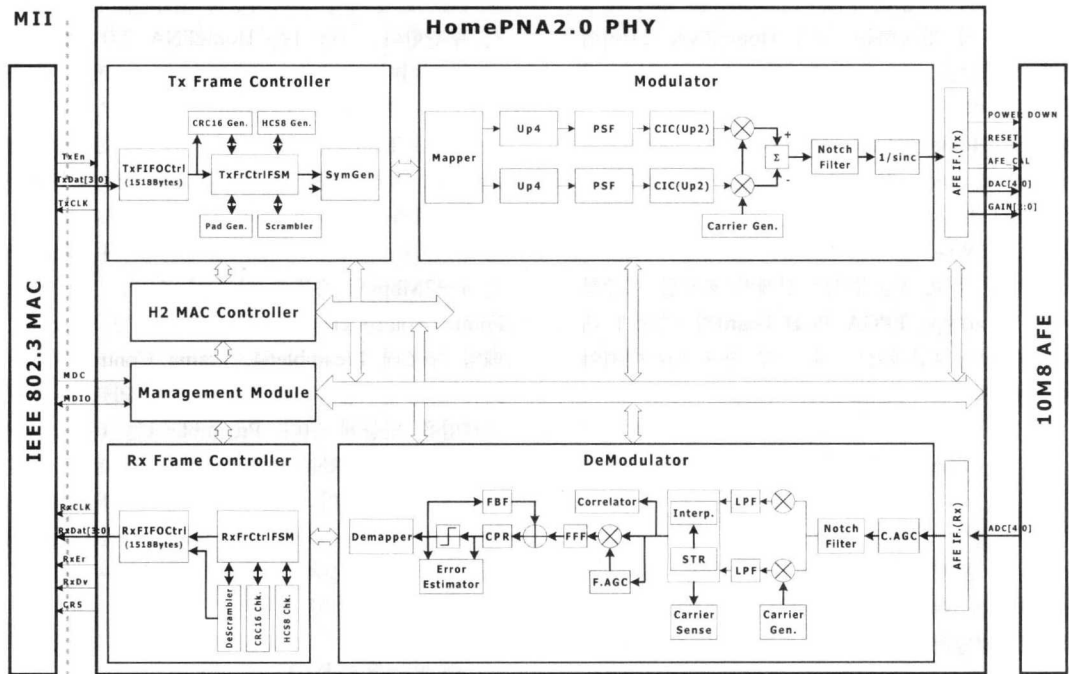 MII
HomePNA2.0 PHY
Tx Frame Controller
CRC16 Gen.
HCS8 Gen.
TxFIFOCtrl
(1518Bytes)
TxFrCtrlFSM
SymGen
Pad Gen.
Scrambler
Modulator
Mapper
Up4
PSF
CIC(Up2)
Up4
PSF
CIC(Up2)
+
Σ
-
Carrier Gen.
Notch
Filter
1/sinc
AFE IF.(Tx)
POWER DOWN
RESET
AFE_CAL
DAC[4:0]
TxEn
TxDat[3:0]
TxCLK
IEEE 802.3 MAC
10M8 AFE
H2 MAC Controller
Management Module
MDC
MDIO
Rx Frame Controller
RxCLK
RxDat[3:0]
RxEr
RxDv
CRS
RxFIFOCtrl
(1518Bytes)
RxFrCtrlFSM
DeScrambler
CRC16 Chk.
HCS8 Chk.
DeModulator
Demapper
FBF
CPR
Error
Estimator
FFF
Correlator
F.AGC
Interp.
STR
LPF
LPF
Carrier
Sense
Carrier
Gen.
Notch
Filter
C.AGC
AFE IF.(Rx)
ADC[4:0]